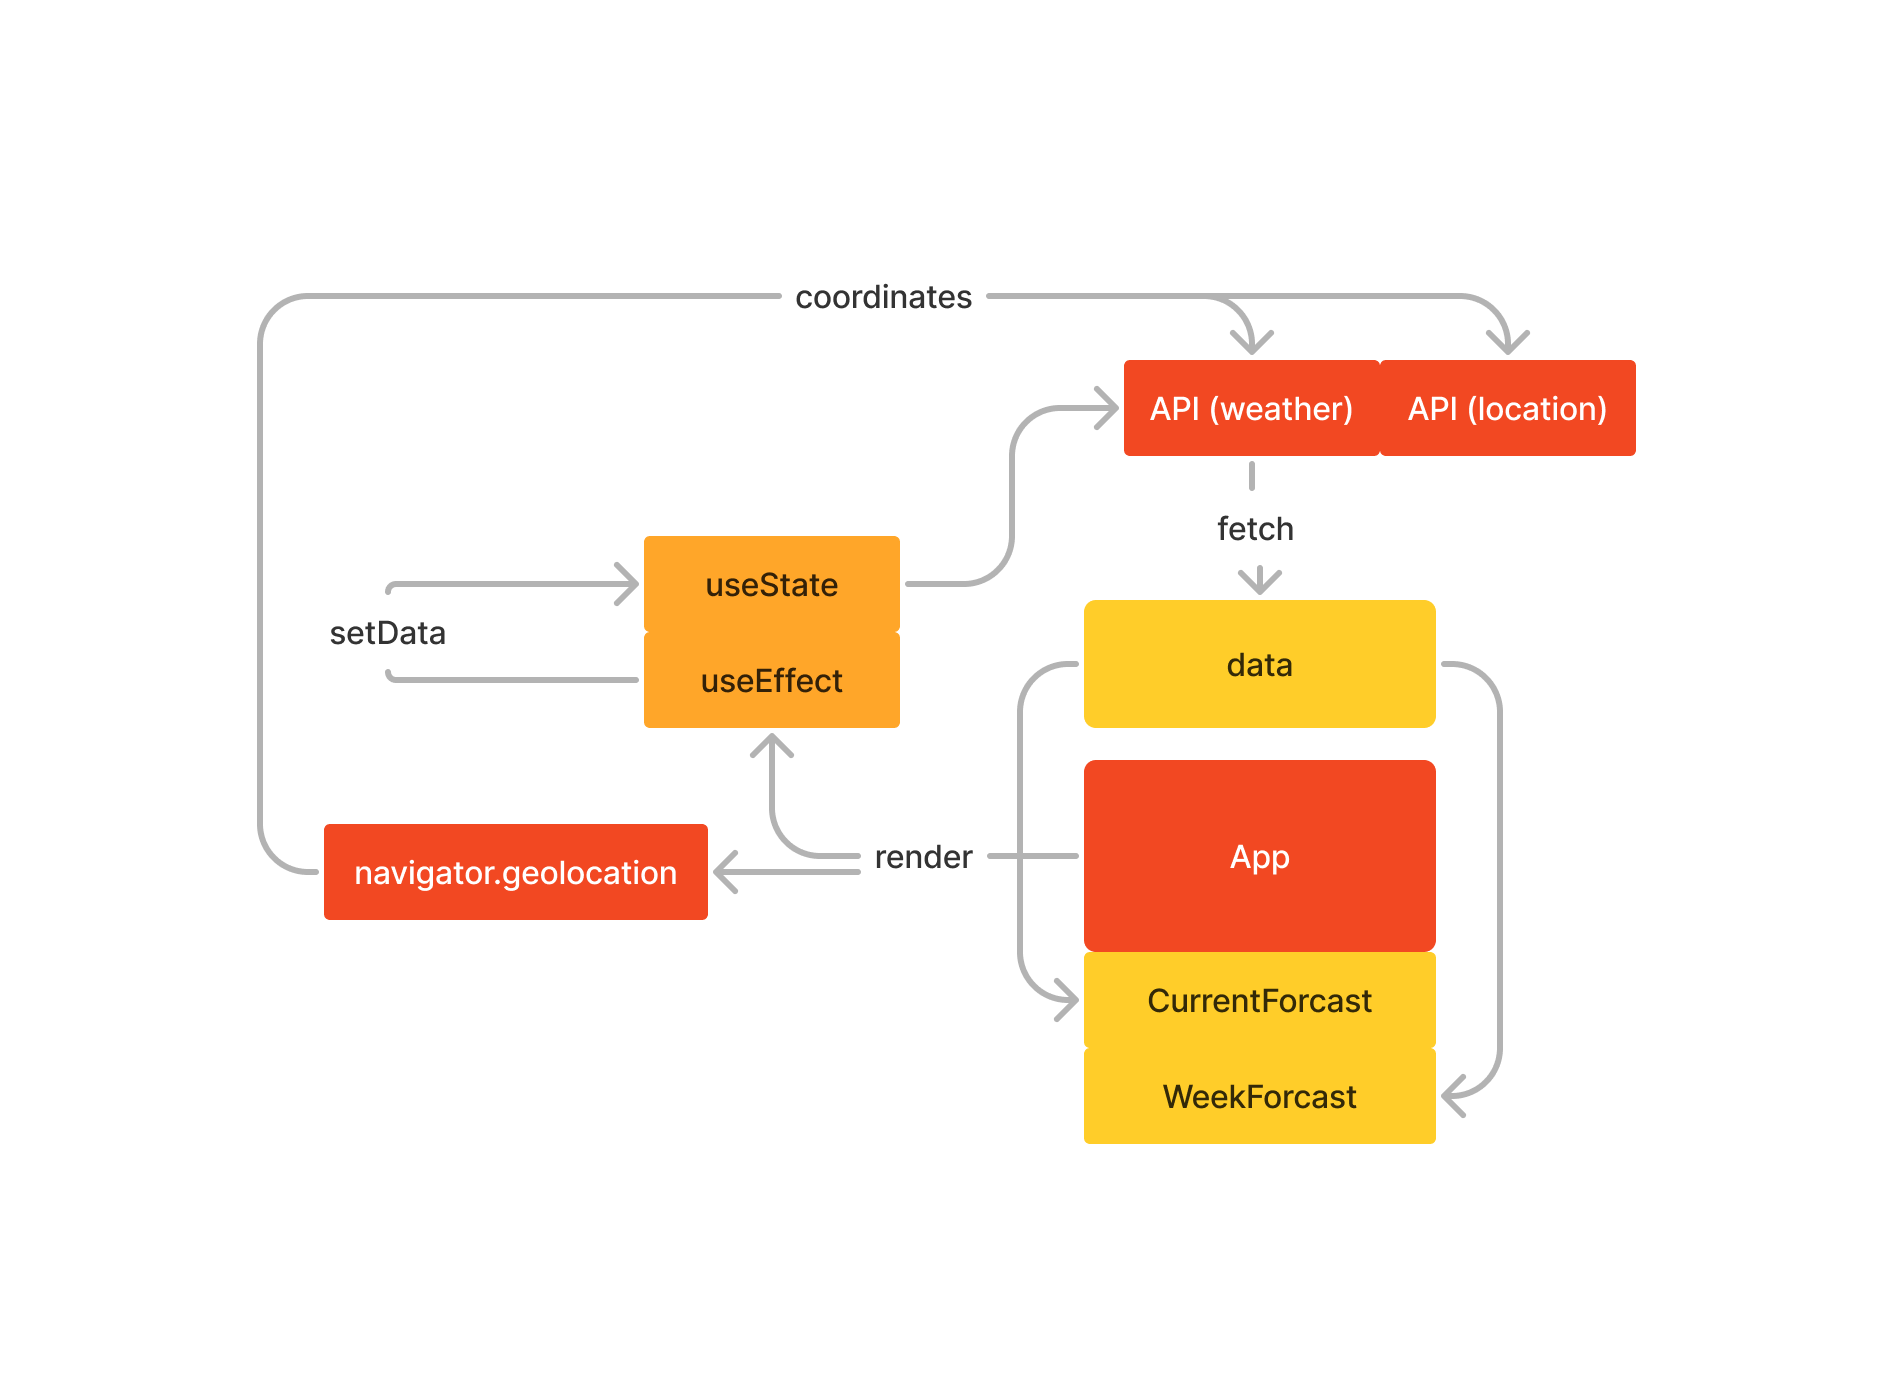 coordinates
API (weather)
API (location)
fetch
useState
setData
useEffect
data
render
App
navigator.geolocation
CurrentForcast
WeekForcast